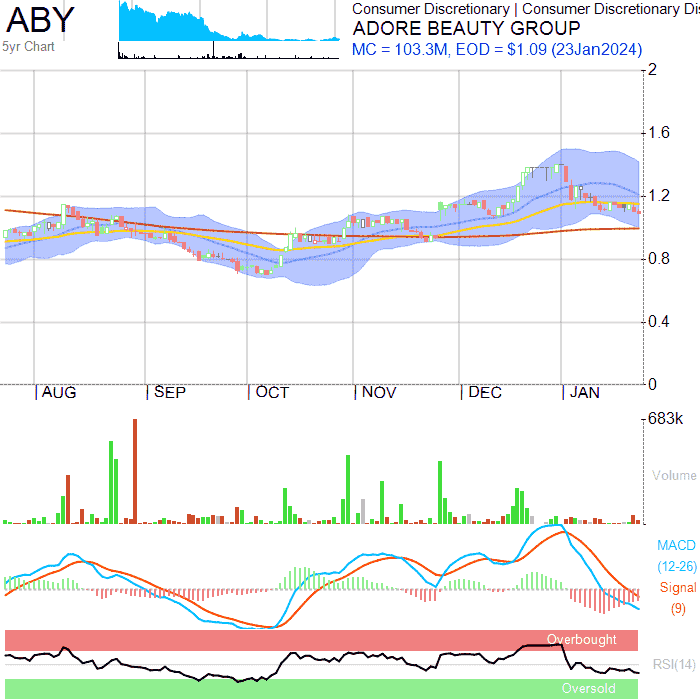 ABY
5yr Chart
Consumer Discretionary | Consumer Discretionary Dis
ADORE BEAUTY GROUP
MC = 103.3M, EOD = $1.09 (23Jan2024)
2
1.6
1.2
0.8
0.4
0
AUG SEP OCT NOV DEC JAN
683k
Volume
MACD
(12-26)
Signal
(9)
Overbought
RSI(14)
Oversold